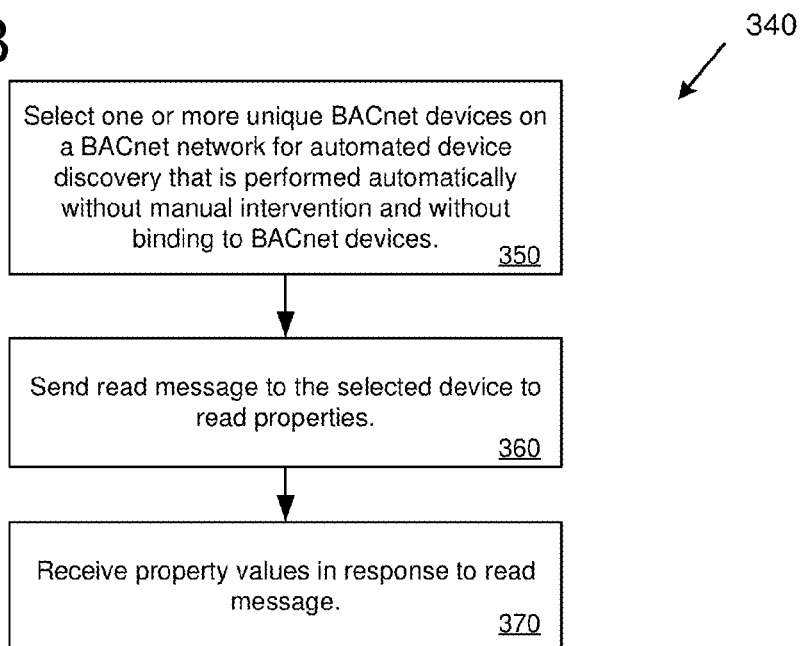 340
Select one or more unique BACnet devices on
a BACnet network for automated device
discovery that is performed automatically
without manual intervention and without
binding to BACnet devices.
350
Send read message to the selected device to
read properties.
360
Receive property values in response to read
message.
370